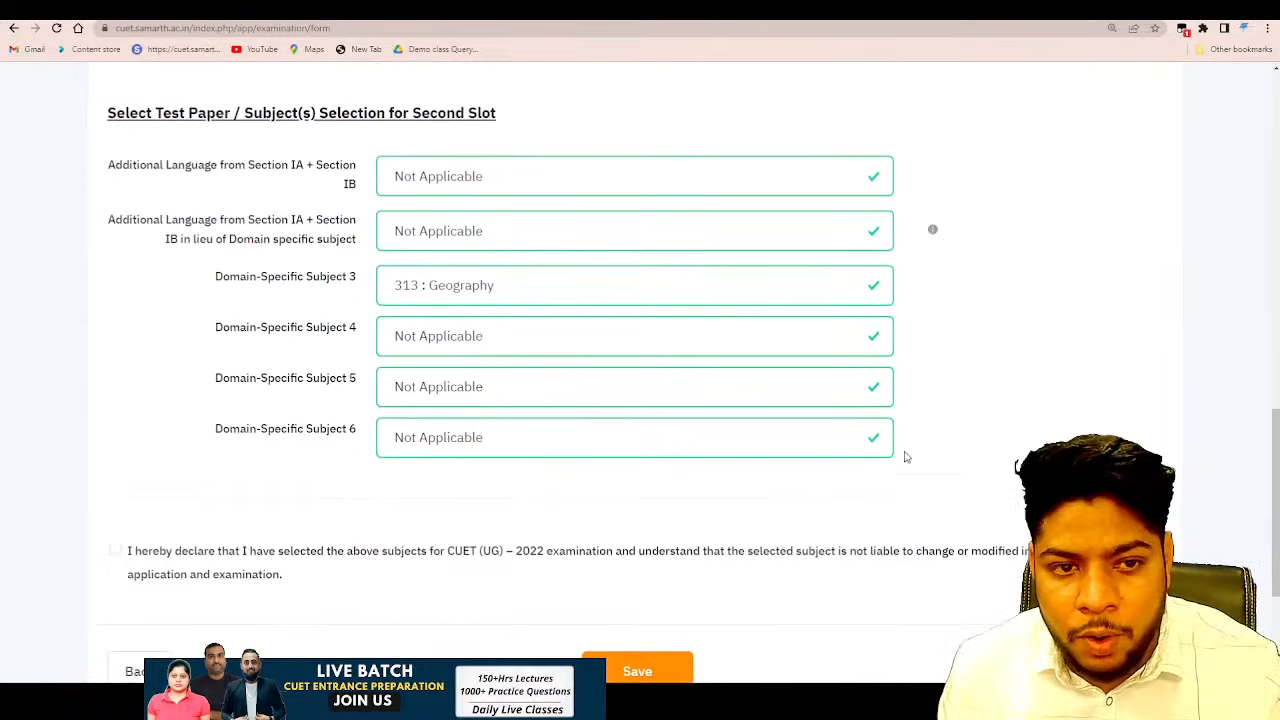 cuet.samarth.ac.in/index.php/app/examination/form
Gmail
Content store
https://cuet.samart...
YouTube
Maps
New Tab
Demo class Query...
Other bookmarks
Select Test Paper / Subject(s) Selection for Second Slot
Additional Language from Section IA + Section
IB
Not Applicable
Additional Language from Section IA + Section
IB in lieu of Domain specific subject
Not Applicable
Domain-Specific Subject 3
313 : Geography
Domain-Specific Subject 4
Not Applicable
Domain-Specific Subject 5
Not Applicable
Domain-Specific Subject 6
Not Applicable
I hereby declare that I have selected the above subjects for CUET (UG) – 2022 examination and understand that the selected subject is not liable to change or modified in
application and examination.
Save
LIVE BATCH
CUET ENTRANCE PREPARATION
JOIN US
150+Hrs Lectures
1000+ Practice Questions
Daily Live Classes